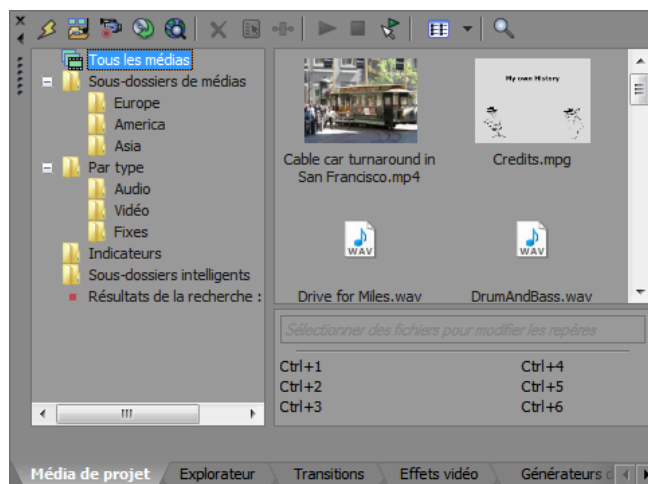 Tous les médias
Sous-dossiers de médias
Europe
America
Asia
Par type
Audio
Vidéo
Fixes
Indicateurs
Sous-dossiers intelligents
Résultats de la recherche :
My own History
Cable car turnaround in
San Francisco.mp4
Credits.mpg
WAV
WAV
Drive for Miles.wav
DrumAndBass.wav
Sélectionner des fichiers pour modifier les repères
Ctrl+1
Ctrl+4
Ctrl+2
Ctrl+5
Ctrl+3
Ctrl+6
Média de projet
Explorateur
Transitions
Effets vidéo
Générateurs